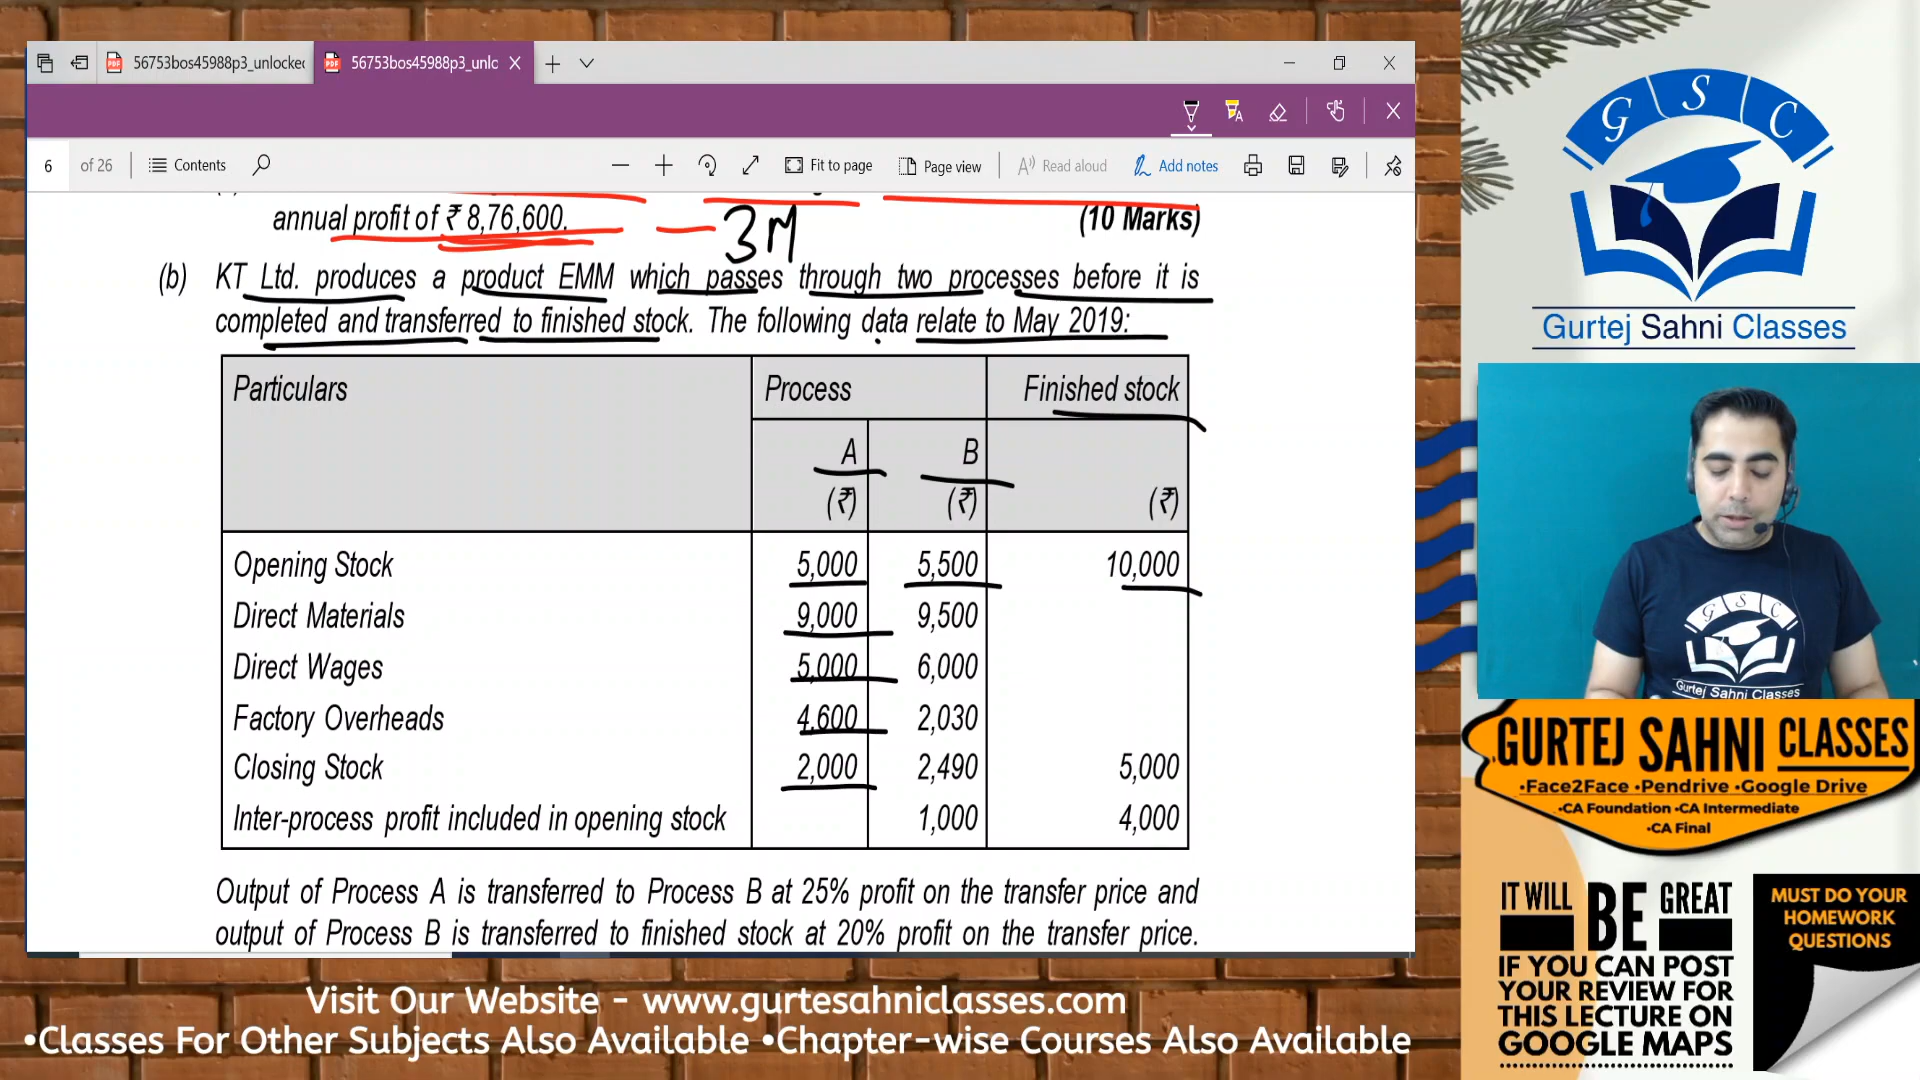 56753bos45988p3_unlocked
56753bos45988p3_unlo
6 of 26
Contents
Fit to page
Page view
Read aloud
Add notes
annual profit of ₹ 8,76,600.
3M
(10 Marks)
(b) KT Ltd. produces a product EMM which passes through two processes before it is
completed and transferred to finished stock. The following data relate to May 2019:
Particulars Process Finished stock
A B
(₹) (₹) (₹)
Opening Stock 5,000 5,500 10,000
Direct Materials 9,000 9,500
Direct Wages 5,000 6,000
Factory Overheads 4,600 2,030
Closing Stock 2,000 2,490 5,000
Inter-process profit included in opening stock 1,000 4,000
Output of Process A is transferred to Process B at 25% profit on the transfer price and
output of Process B is transferred to finished stock at 20% profit on the transfer price.
G S C
Gurtej Sahni Classes
G S C
Gurtej Sahni Classes
GURTEJ SAHNI CLASSES
•Face2Face •Pendrive •Google Drive
•CA Foundation •CA Intermediate
•CA Final
IT WILL BE GREAT
IF YOU CAN POST
YOUR REVIEW FOR
THIS LECTURE ON
GOOGLE MAPS
MUST DO YOUR
HOMEWORK
QUESTIONS
Visit Our Website - www.gurtesahniclasses.com
•Classes For Other Subjects Also Available •Chapter-wise Courses Also Available